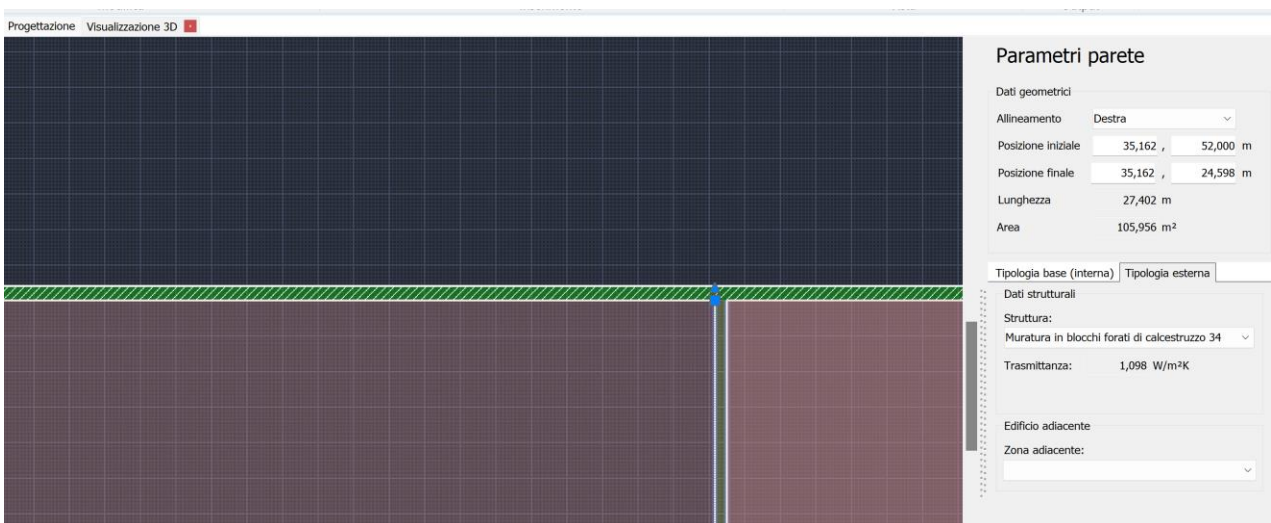 Progettazione Visualizzazione 3D
Parametri parete
Dati geometrici
Allineamento Destra
Posizione iniziale 35,162 , 52,000 m
Posizione finale 35,162 , 24,598 m
Lunghezza 27,402 m
Area 105,956 m²
Tipologia base (interna) Tipologia esterna
Dati strutturali
Struttura:
Muratura in blocchi forati di calcestruzzo 34
Trasmittanza: 1,098 W/m²K
Edificio adiacente
Zona adiacente: